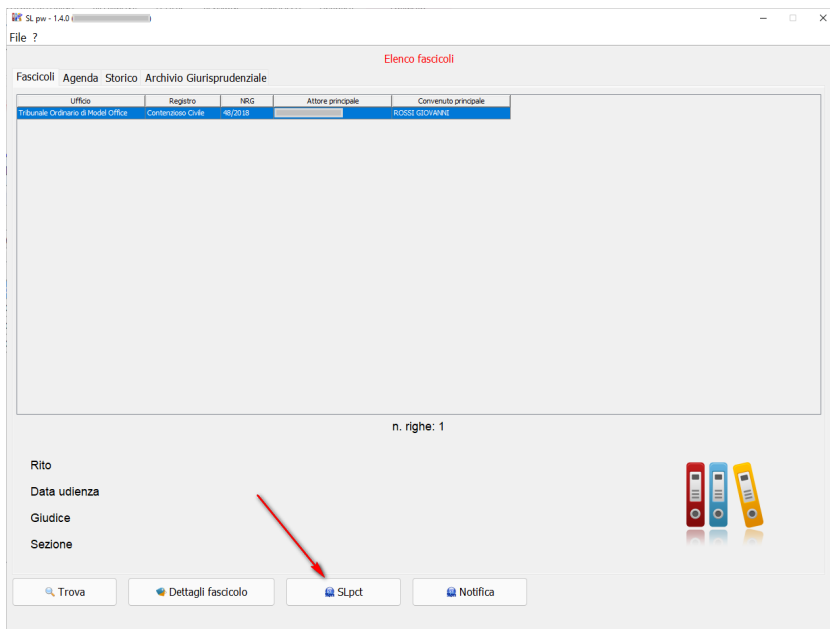 SL pw - 1.4.0 (
File ?
Elenco fascicoli
Fascicoli Agenda Storico Archivio Giurisprudenziale
Ufficio Registro NRG Attore principale Convenuto principale
Tribunale Ordinario di Model Office Contenzioso Civile 48/2018 ROSSI GIOVANNI
n. righe: 1
Rito
Data udienza
Giudice
Sezione
Trova Dettagli fascicolo SLpct Notifica